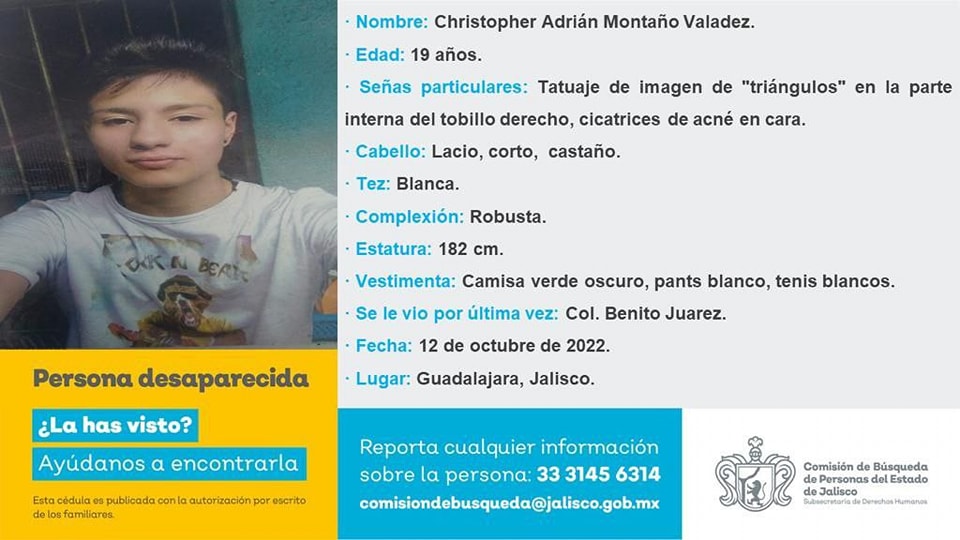 · Nombre: Christopher Adrián Montaño Valadez.
· Edad: 19 años.
· Señas particulares: Tatuaje de imagen de "triángulos" en la parte
interna del tobillo derecho, cicatrices de acné en cara.
· Cabello: Lacio, corto, castaño.
· Tez: Blanca.
· Complexión: Robusta.
· Estatura: 182 cm.
· Vestimenta: Camisa verde oscuro, pants blanco, tenis blancos.
· Se le vio por última vez: Col. Benito Juarez.
· Fecha: 12 de octubre de 2022.
· Lugar: Guadalajara, Jalisco.
Persona desaparecida
¿La has visto?
Ayúdanos a encontrarla
Esta cédula es publicada con la autorización por escrito
de los familiares.
Reporta cualquier información
sobre la persona: 33 3145 6314
comisiondebusqueda@jalisco.gob.mx
Comisión de Búsqueda
de Personas del Estado
de Jalisco
Subsecretaría de Derechos Humanos